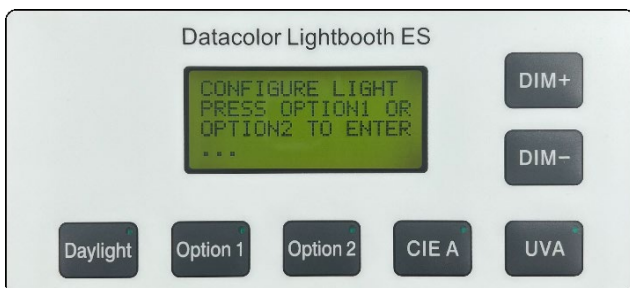 Datacolor Lightbooth ES
CONFIGURE LIGHT
PRESS OPTION1 OR
OPTION2 TO ENTER
...
DIM+
DIM−
Daylight
Option 1
Option 2
CIE A
UVA